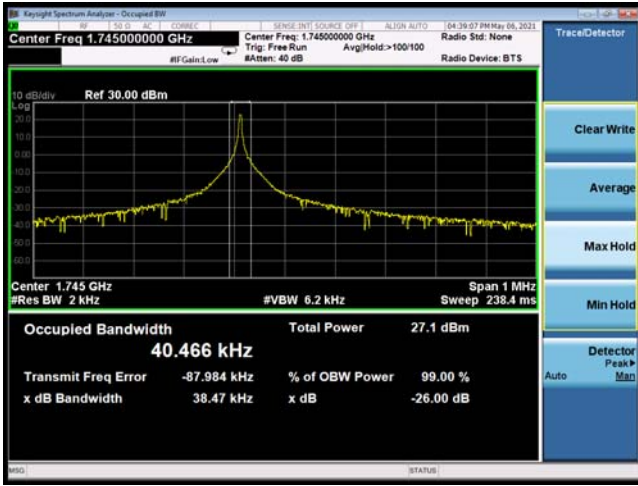 Keysight Spectrum Analyzer - Occupied BW
RF 50 Ω AC CORREC SENSE:INT SOURCE OFF ALIGN AUTO 04:39:07 PM May 06, 2021
Center Freq 1.745000000 GHz
Center Freq: 1.745000000 GHz
Radio Std: None
Trig: Free Run Avg|Hold:>100/100
#IFGain:Low #Atten: 40 dB
Radio Device: BTS
Trace/Detector
10 dB/div Ref 30.00 dBm
Log
20.0
10.0
0.00
10.0
20.0
30.0
40.0
50.0
60.0
Clear Write
Average
Max Hold
Min Hold
Detector
Peak▶
Auto Man
Center 1.745 GHz Span 1 MHz
#Res BW 2 kHz #VBW 6.2 kHz Sweep 238.4 ms
Occupied Bandwidth Total Power 27.1 dBm
40.466 kHz
Transmit Freq Error -87.984 kHz % of OBW Power 99.00 %
x dB Bandwidth 38.47 kHz x dB -26.00 dB
MSG STATUS